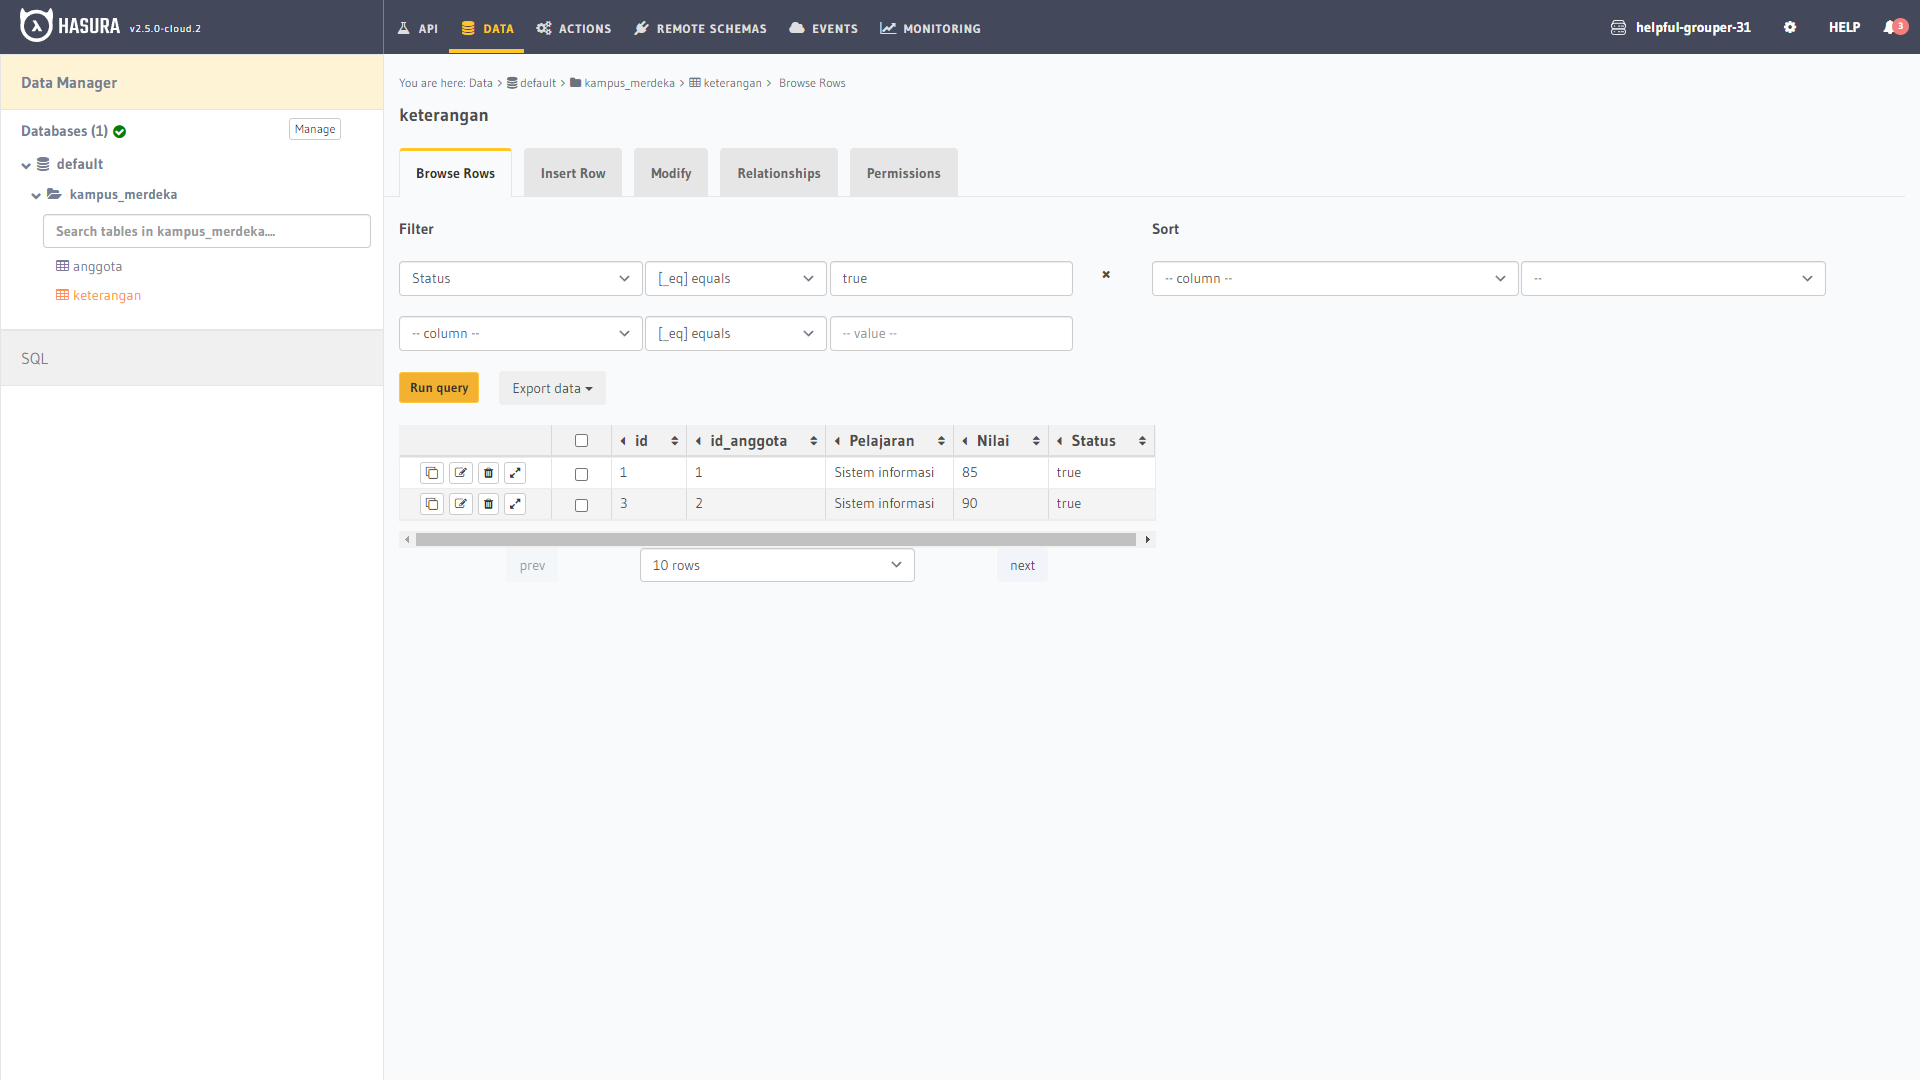 HASURA v2.5.0-cloud.2
API DATA ACTIONS REMOTE SCHEMAS EVENTS MONITORING
helpful-grouper-31 HELP 3
Data Manager
Databases (1) Manage
default
kampus_merdeka
Search tables in kampus_merdeka....
anggota
keterangan
SQL
You are here: Data > default > kampus_merdeka > keterangan > Browse Rows
keterangan
Browse Rows Insert Row Modify Relationships Permissions
Filter Sort
Status [_eq] equals true -- column -- --
-- column -- [_eq] equals -- value --
Run query Export data
id id_anggota Pelajaran Nilai Status
1 1 Sistem informasi 85 true
3 2 Sistem informasi 90 true
prev 10 rows next